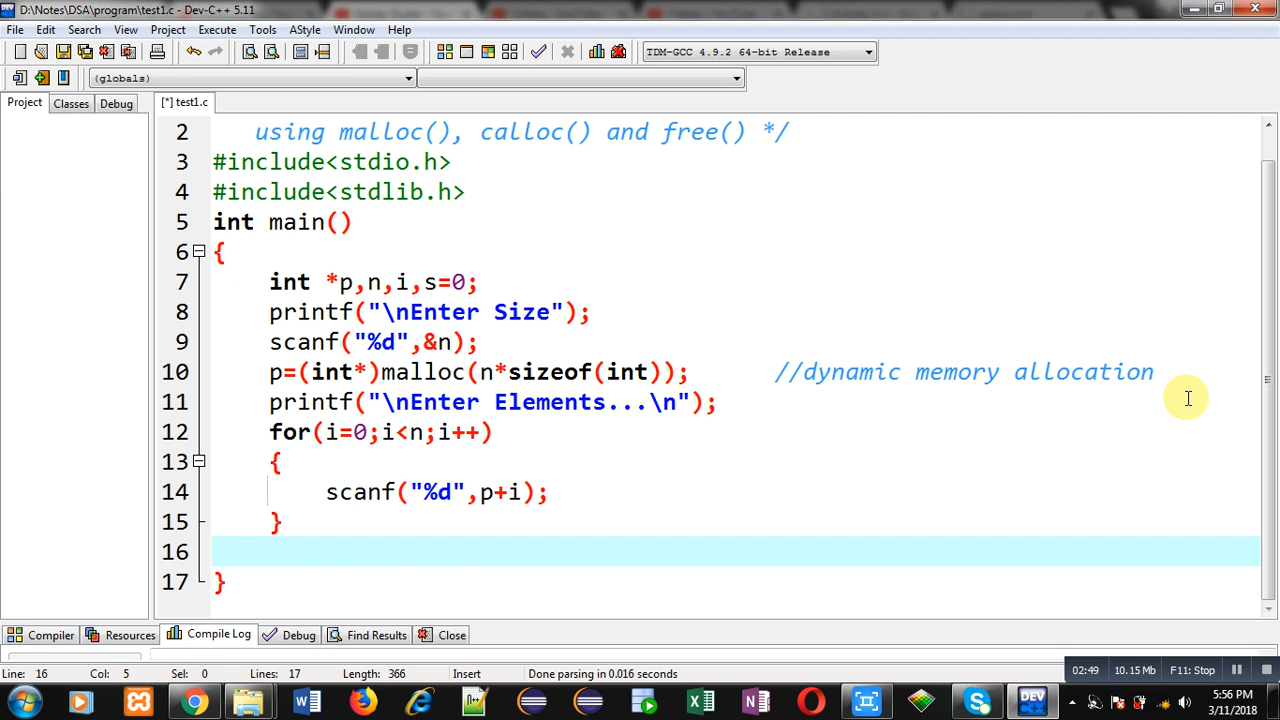 D:\Notes\DSA\program\test1.c - Dev-C++ 5.11
File Edit Search View Project Execute Tools AStyle Window Help
TDM-GCC 4.9.2 64-bit Release
(globals)
Project Classes Debug [*] test1.c
2 using malloc(), calloc() and free() */
3 #include<stdio.h>
4 #include<stdlib.h>
5 int main()
6 {
7 int *p,n,i,s=0;
8 printf("\nEnter Size");
9 scanf("%d",&n);
10 p=(int*)malloc(n*sizeof(int)); //dynamic memory allocation
11 printf("\nEnter Elements...\n");
12 for(i=0;i<n;i++)
13 {
14 scanf("%d",p+i);
15 }
16
17 }
Compiler Resources Compile Log Debug Find Results Close
Line: 16 Col: 5 Sel: 0 Lines: 17 Length: 366 Insert Done parsing in 0.016 seconds
02:49 10.15 Mb F11: Stop
DEV
5:56 PM
3/11/2018